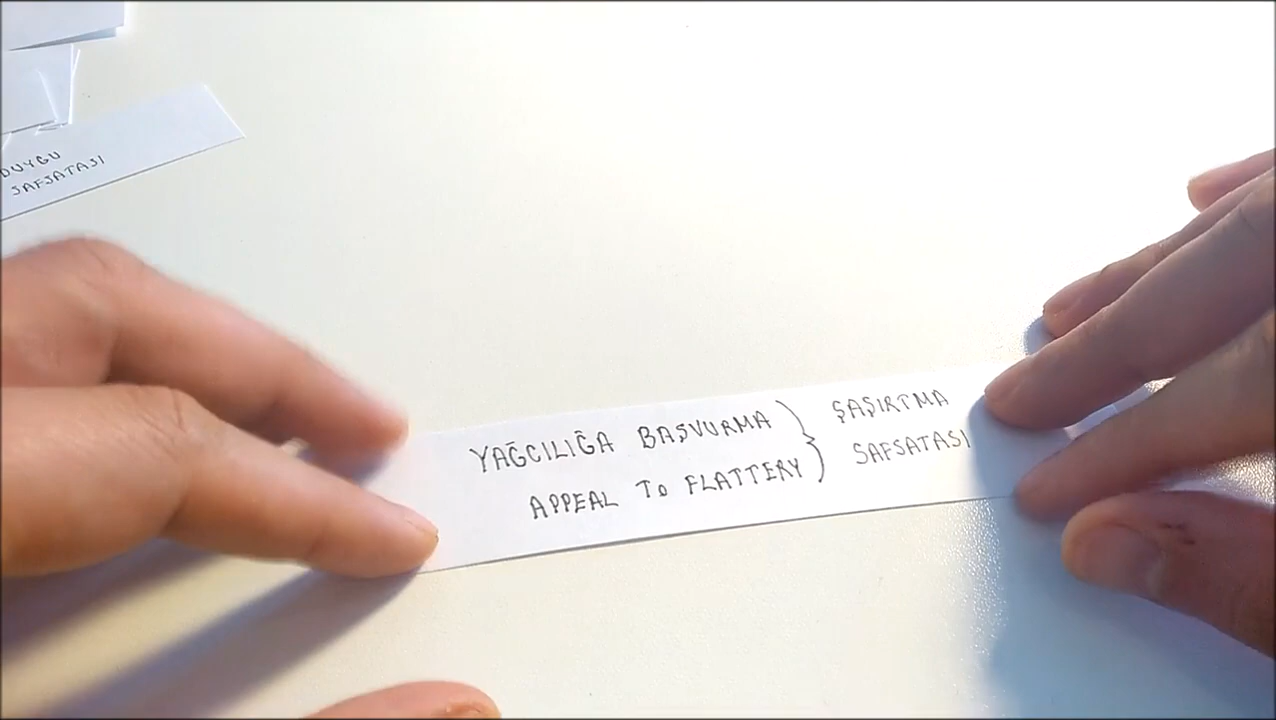 DUYGU
SAFSATASI
YAĞCILIĞA BAŞVURMA
APPEAL TO FLATTERY
ŞAŞIRTMA
SAFSATASI